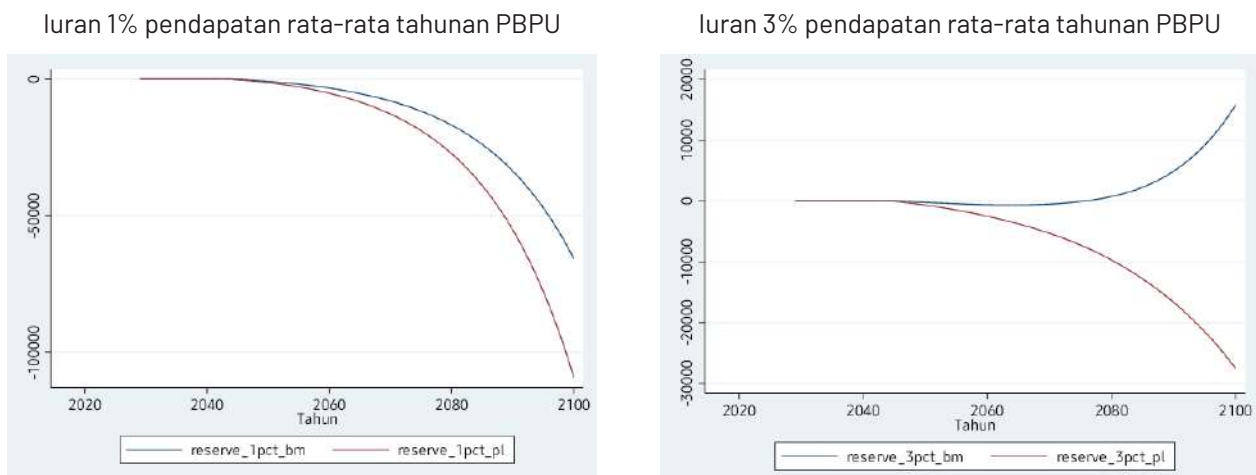 Iuran 1% pendapatan rata-rata tahunan PBPU
0
-50000
-100000
2020
2040
2060
2080
2100
Tahun
reserve_1pct_bm
reserve_1pct_pl
Iuran 3% pendapatan rata-rata tahunan PBPU
20000
10000
0
-10000
-20000
-30000
2020
2040
2060
2080
2100
Tahun
reserve_3pct_bm
reserve_3pct_pl